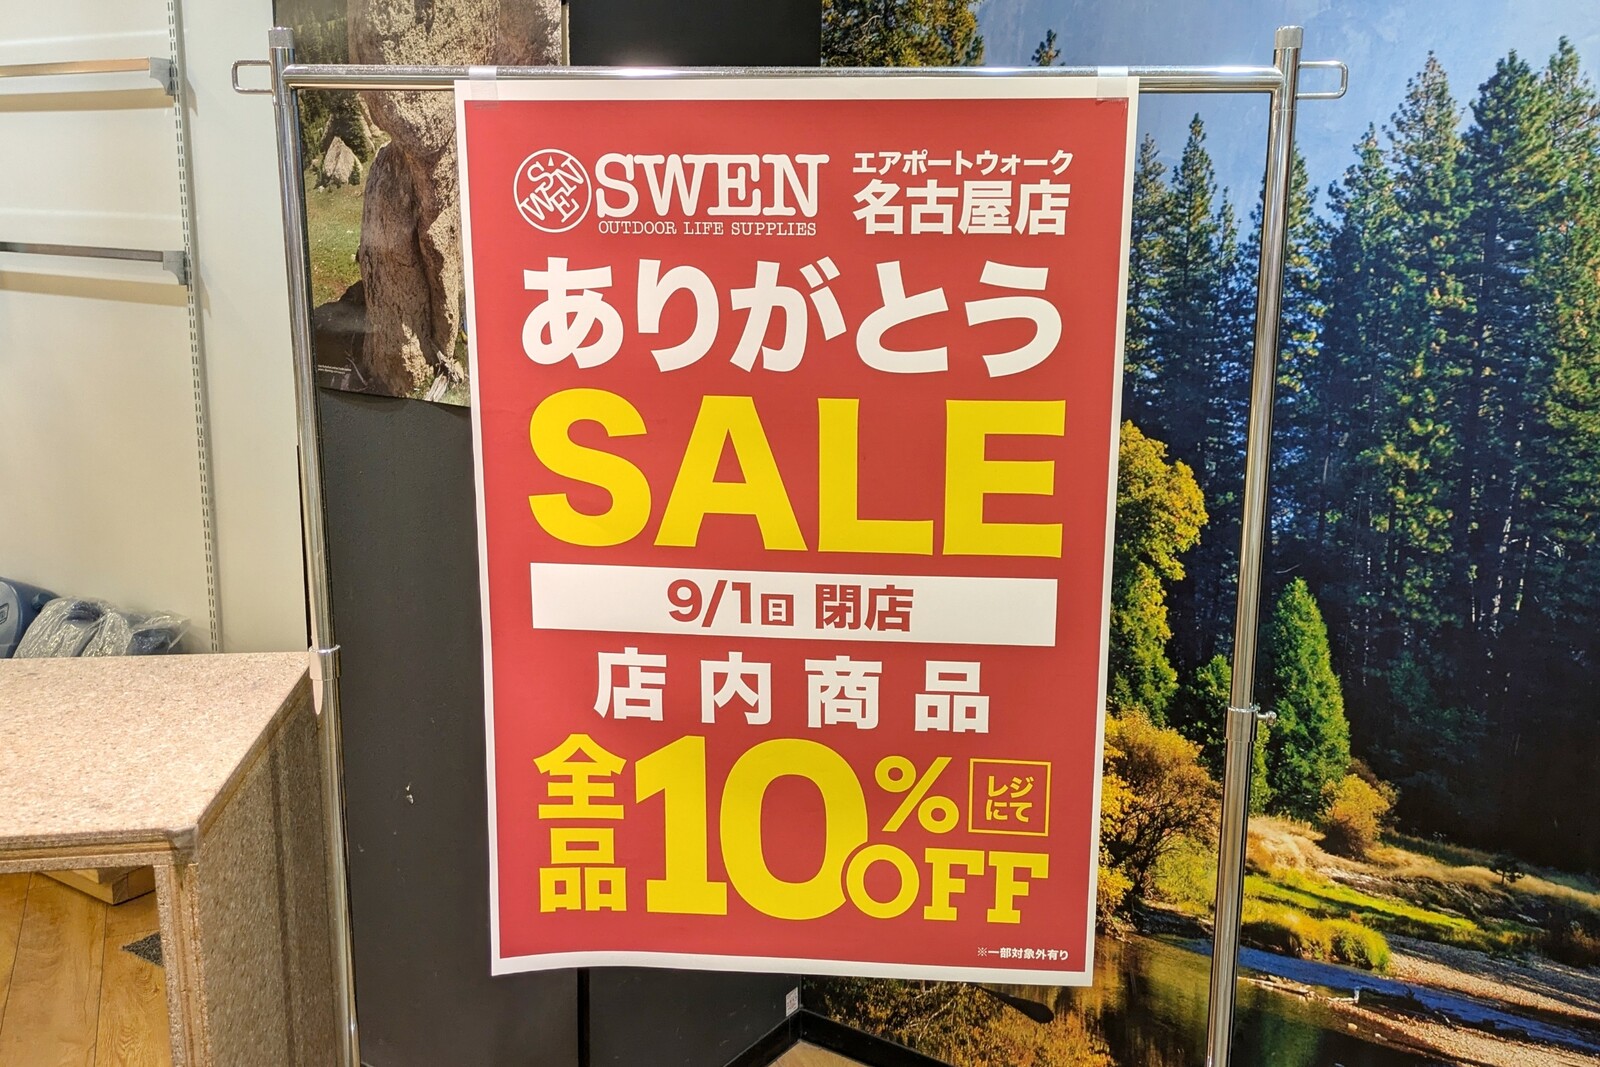 SWEN
SWEN
OUTDOOR LIFE SUPPLIES
エアポートウォーク
名古屋店
ありがとう
SALE
9/1日 閉店
店内商品
全品10%OFF
レジにて
※一部対象外有り